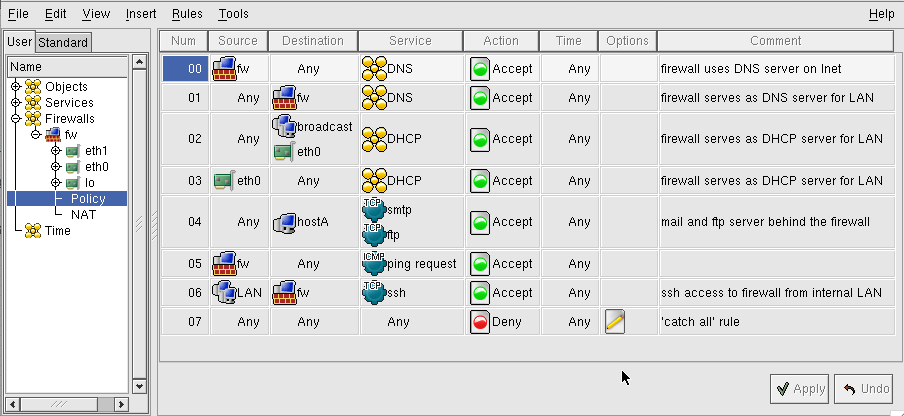 File Edit View Insert Rules Tools Help
User Standard
Name
Objects
Services
Firewalls
fw
eth1
eth0
lo
Policy
NAT
Time
Num Source Destination Service Action Time Options Comment
00 fw Any DNS Accept Any firewall uses DNS server on Inet
01 Any fw DNS Accept Any firewall serves as DNS server for LAN
02 Any broadcast eth0 DHCP Accept Any firewall serves as DHCP server for LAN
03 eth0 Any DHCP Accept Any firewall serves as DHCP server for LAN
04 Any hostA TCP smtp TCP ftp Accept Any mail and ftp server behind the firewall
05 fw Any ICMP ping request Accept Any
06 LAN fw TCP ssh Accept Any ssh access to firewall from internal LAN
07 Any Any Any Deny Any 'catch all' rule
Apply Undo